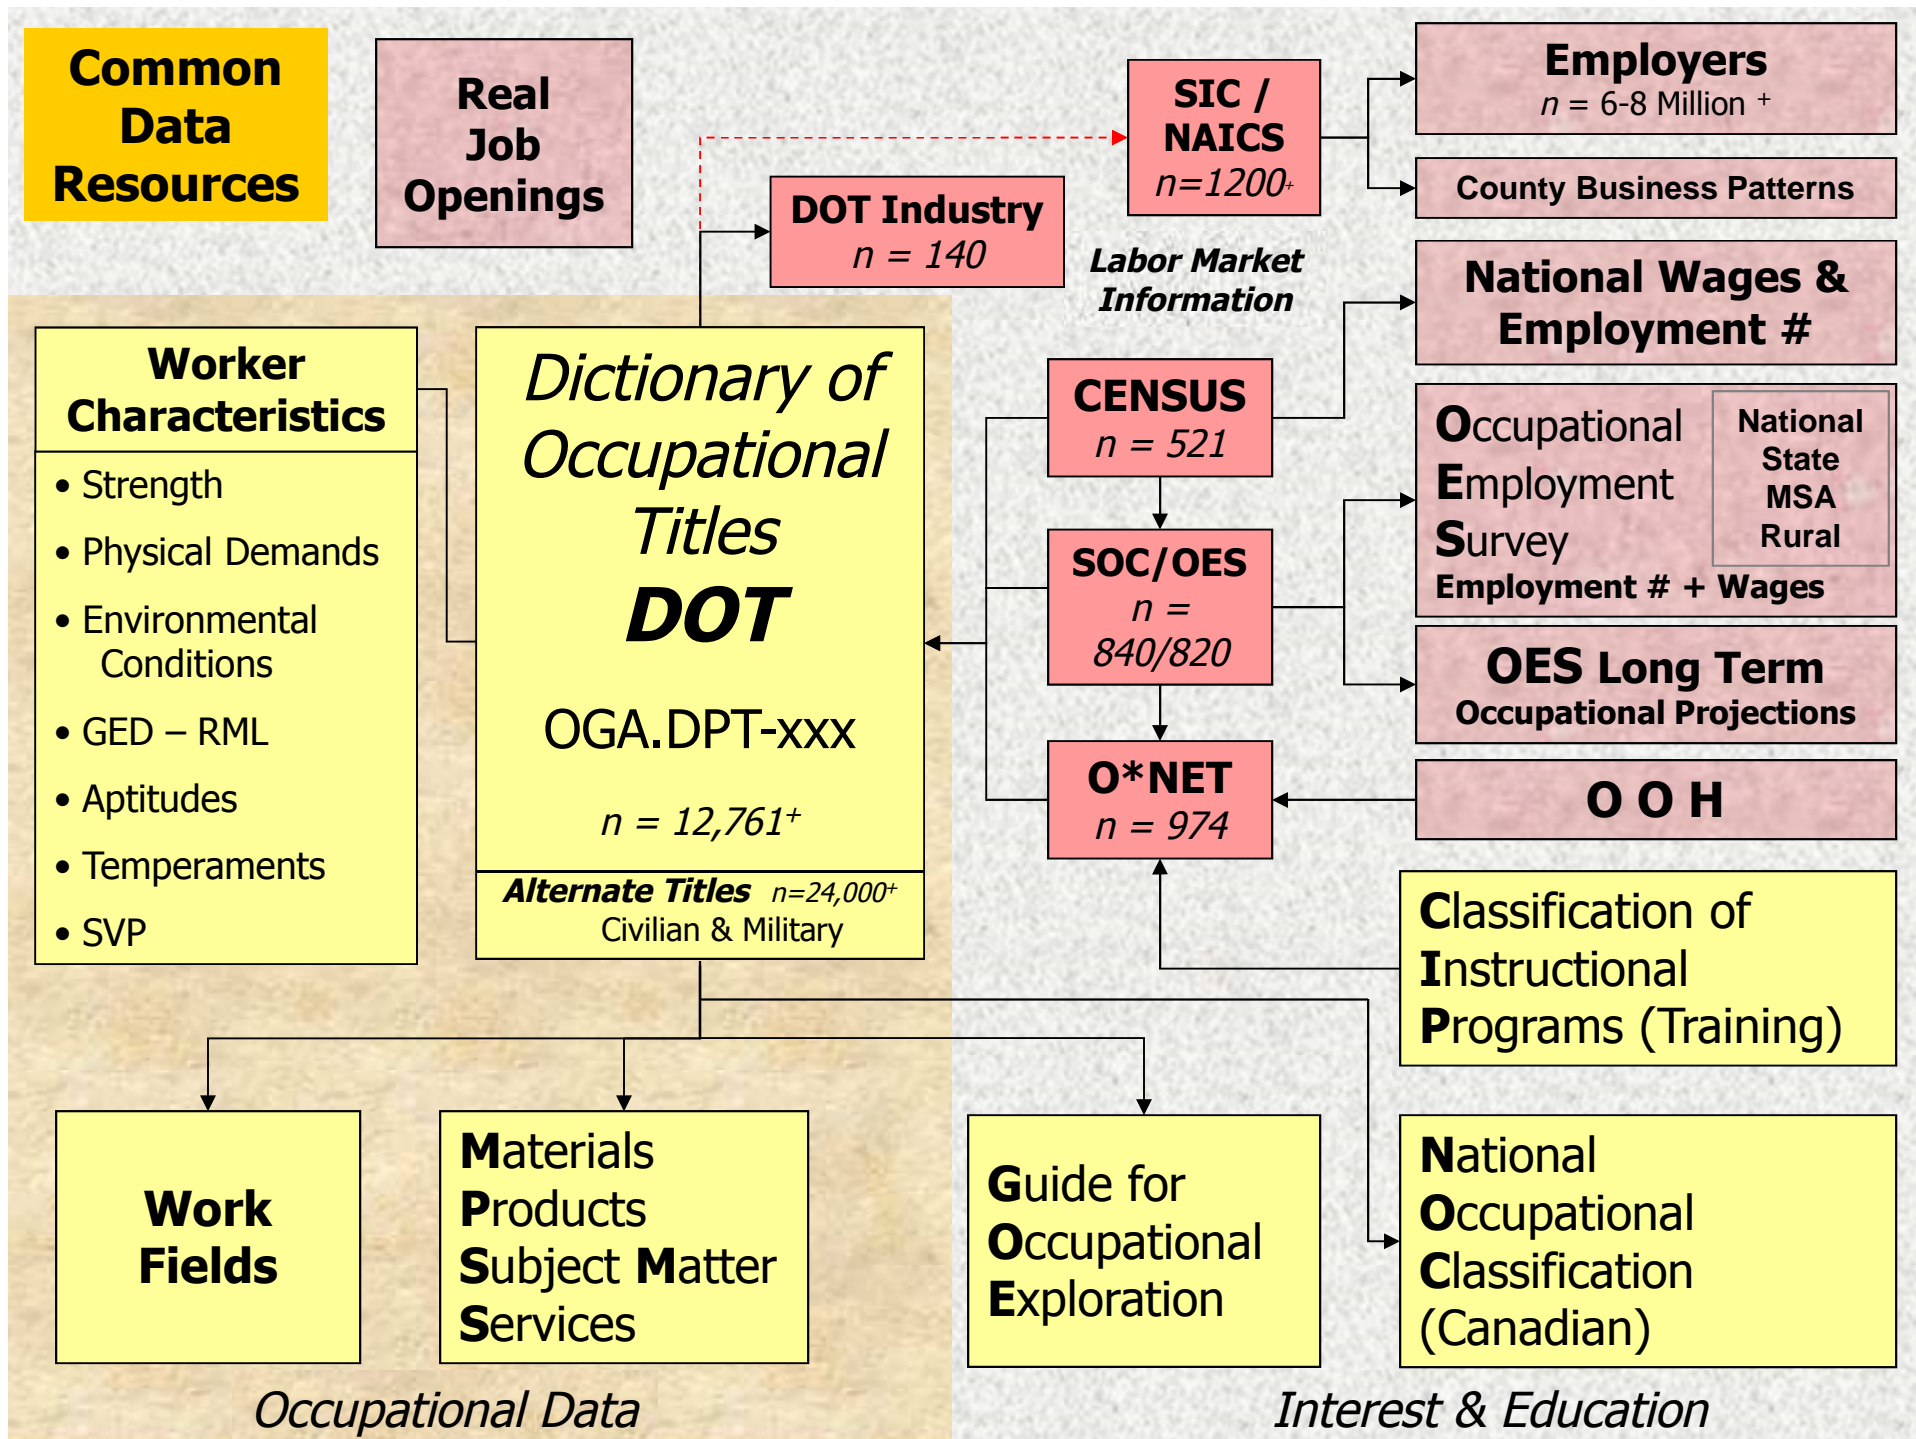 Common
Data
Resources
Real
Job
Openings
SIC /
NAICS
n=1200+
Employers
n = 6-8 Million +
County Business Patterns
DOT Industry
n = 140
Labor Market
Information
National Wages &
Employment #
Worker
Characteristics
• Strength
• Physical Demands
• Environmental
Conditions
• GED – RML
• Aptitudes
• Temperaments
• SVP
Dictionary of
Occupational
Titles
DOT
OGA.DPT-xxx
n = 12,761+
Alternate Titles n=24,000+
Civilian & Military
CENSUS
n = 521
SOC/OES
n =
840/820
O*NET
n = 974
Occupational
Employment
Survey
Employment # + Wages
National
State
MSA
Rural
OES Long Term
Occupational Projections
O O H
Classification of
Instructional
Programs (Training)
Work
Fields
Materials
Products
Subject Matter
Services
Guide for
Occupational
Exploration
National
Occupational
Classification
(Canadian)
Occupational Data
Interest & Education